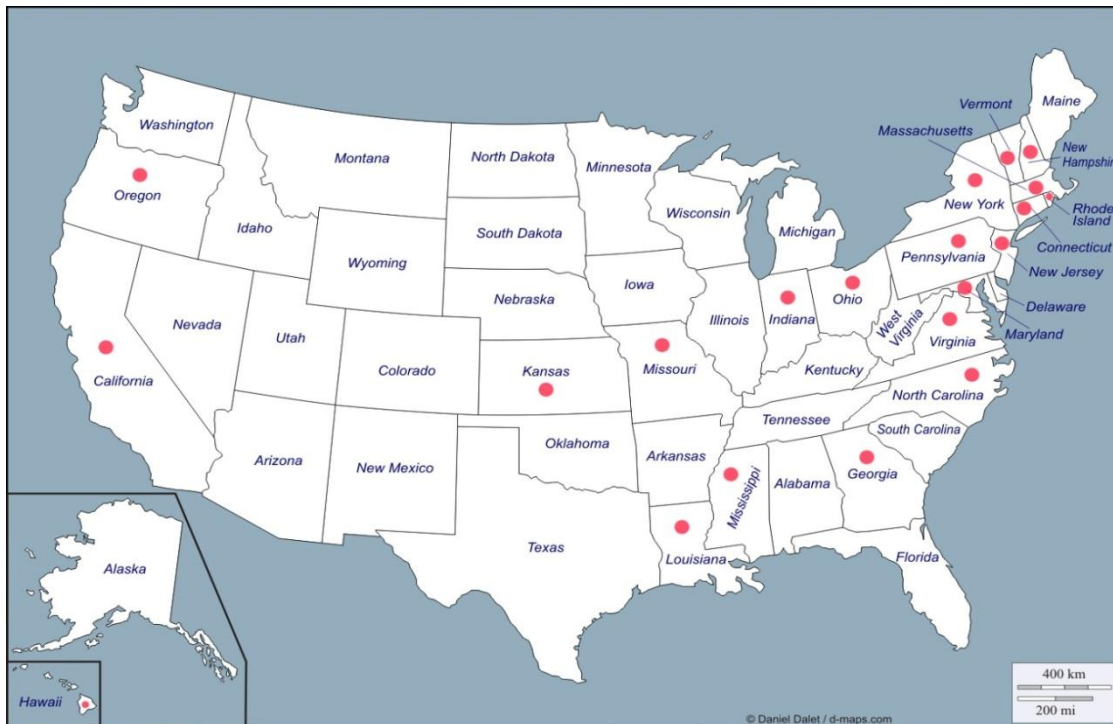 Washington
Montana
North Dakota
Minnesota
Vermont
Maine
Massachusetts
New
Hampshire
Oregon
Idaho
South Dakota
Wisconsin
Michigan
New York
Rhode
Island
Connecticut
Wyoming
Iowa
Pennsylvania
New Jersey
Nebraska
Nevada
Utah
Illinois
Indiana
Ohio
West
Virginia
Delaware
Maryland
Virginia
California
Colorado
Kansas
Missouri
Kentucky
North Carolina
Tennessee
South Carolina
Arizona
New Mexico
Oklahoma
Arkansas
Mississippi
Alabama
Georgia
Texas
Louisiana
Florida
Alaska
Hawaii
400 km
200 mi
© Daniel Dalet / d-maps.com